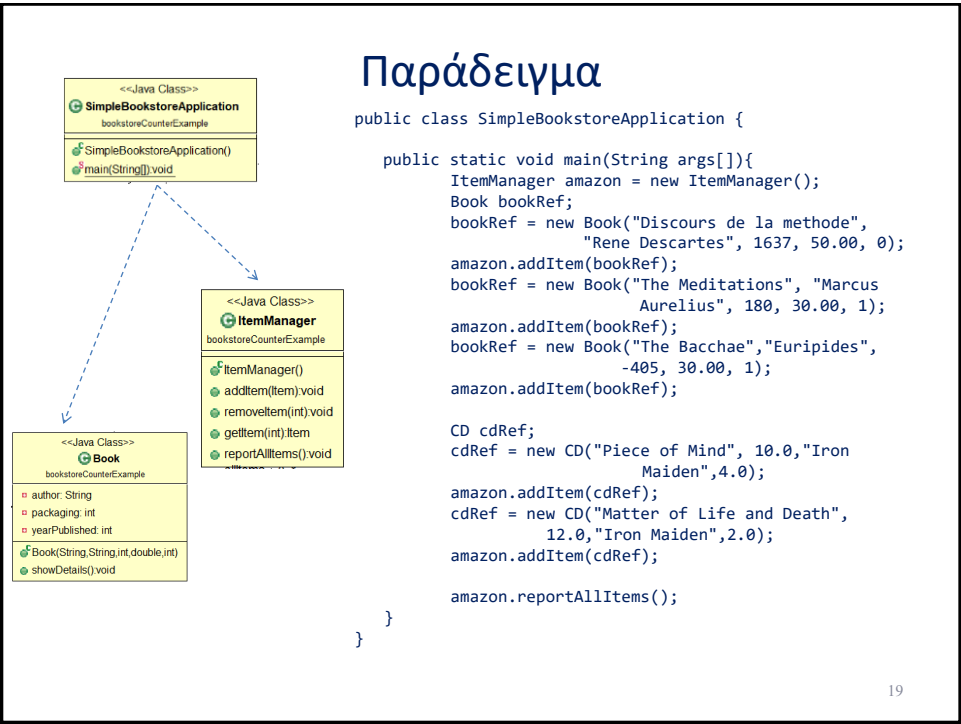 Παράδειγμα
<<Java Class>>
SimpleBookstoreApplication
bookstoreCounterExample
SimpleBookstoreApplication()
main(String[]):void
<<Java Class>>
ItemManager
bookstoreCounterExample
ItemManager()
addItem(Item):void
removeItem(int):void
getItem(int):Item
reportAllItems():void
<<Java Class>>
Book
bookstoreCounterExample
author: String
packaging: int
yearPublished: int
Book(String,String,int,double,int)
showDetails():void
public class SimpleBookstoreApplication {
public static void main(String args[]){
ItemManager amazon = new ItemManager();
Book bookRef;
bookRef = new Book("Discours de la methode",
"Rene Descartes", 1637, 50.00, 0);
amazon.addItem(bookRef);
bookRef = new Book("The Meditations", "Marcus
Aurelius", 180, 30.00, 1);
amazon.addItem(bookRef);
bookRef = new Book("The Bacchae","Euripides",
-405, 30.00, 1);
amazon.addItem(bookRef);
CD cdRef;
cdRef = new CD("Piece of Mind", 10.0,"Iron
Maiden",4.0);
amazon.addItem(cdRef);
cdRef = new CD("Matter of Life and Death",
12.0,"Iron Maiden",2.0);
amazon.addItem(cdRef);
amazon.reportAllItems();
}
}
19